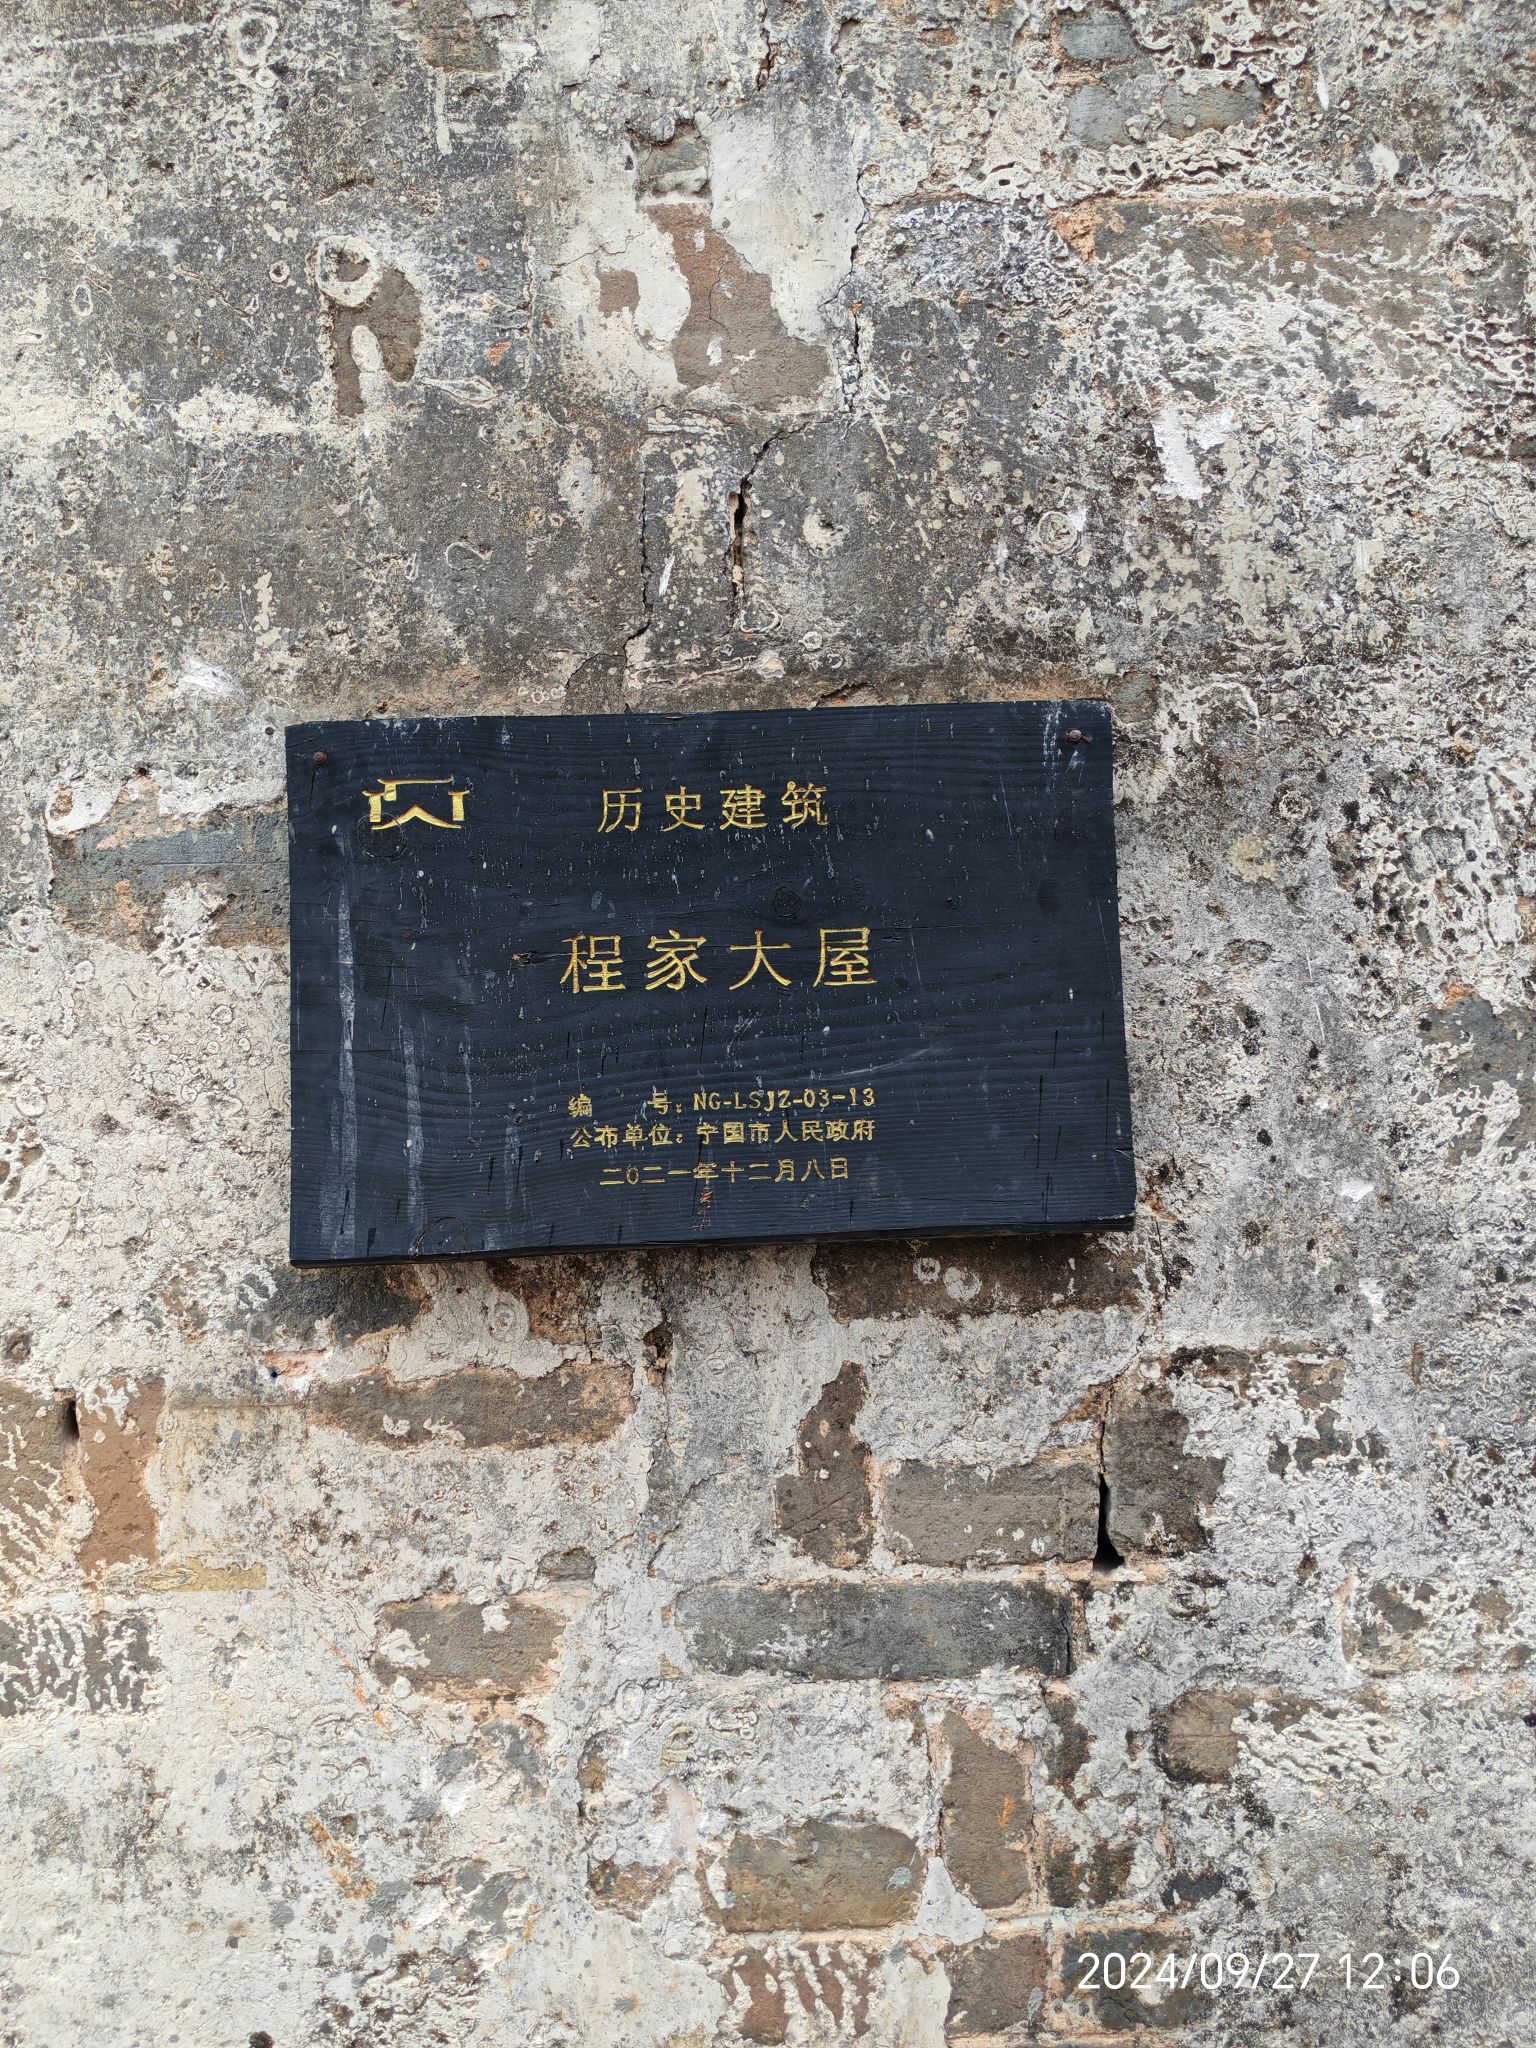 历史建筑
程家大屋
编 号：NG-LSJZ-03-13
公布单位：宁国市人民政府
二〇二一年十二月八日
2024/09/27 12:06